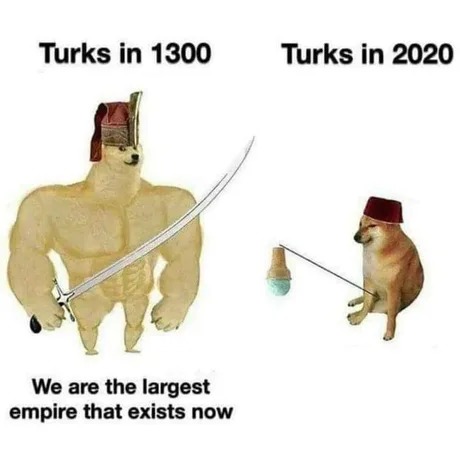 Turks in 1300
Turks in 2020
We are the largest
empire that exists now